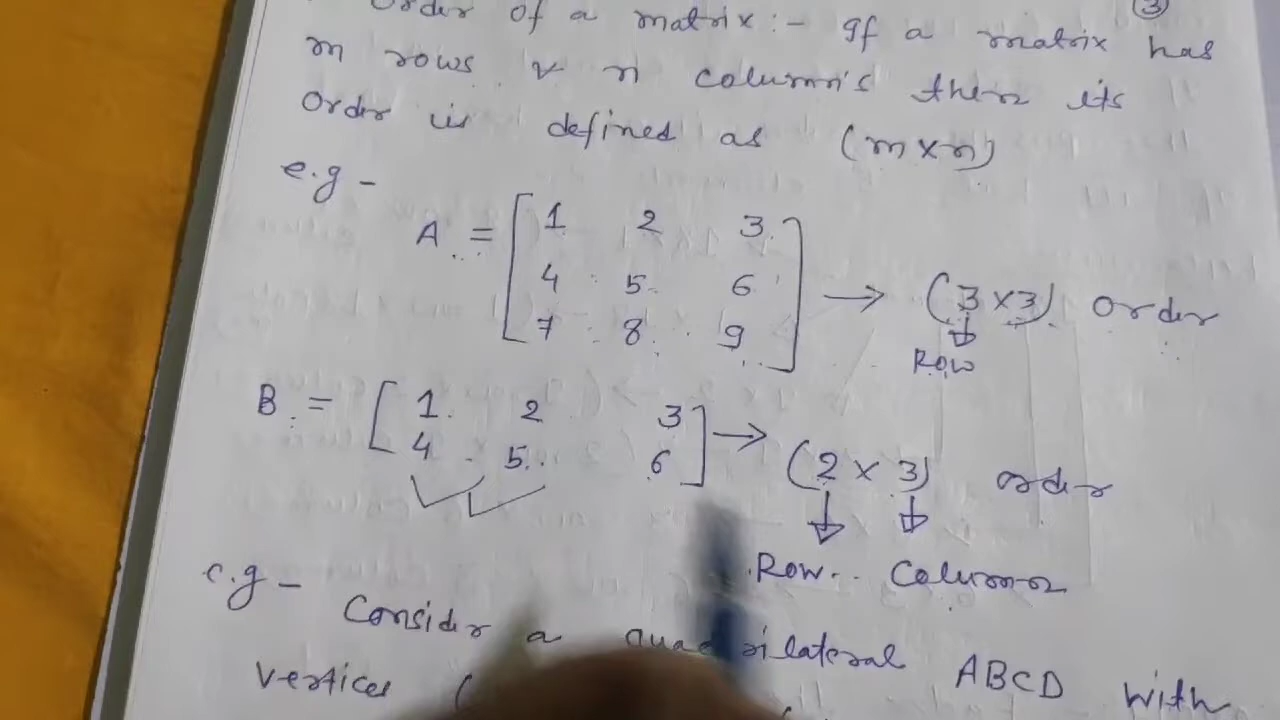 ③
Order of a matrix:- If a matrix has
m rows & n column's then its
Order is defined as (m×n)
e.g -
A = [1 2 3
4 5 6
7 8 9] → (3×3) order
↓
Row
B = [1 2 3
4 5 6] → (2 × 3) order
↓ ↓
Row Column
e.g - Consider a quadrilateral ABCD with
vertices (